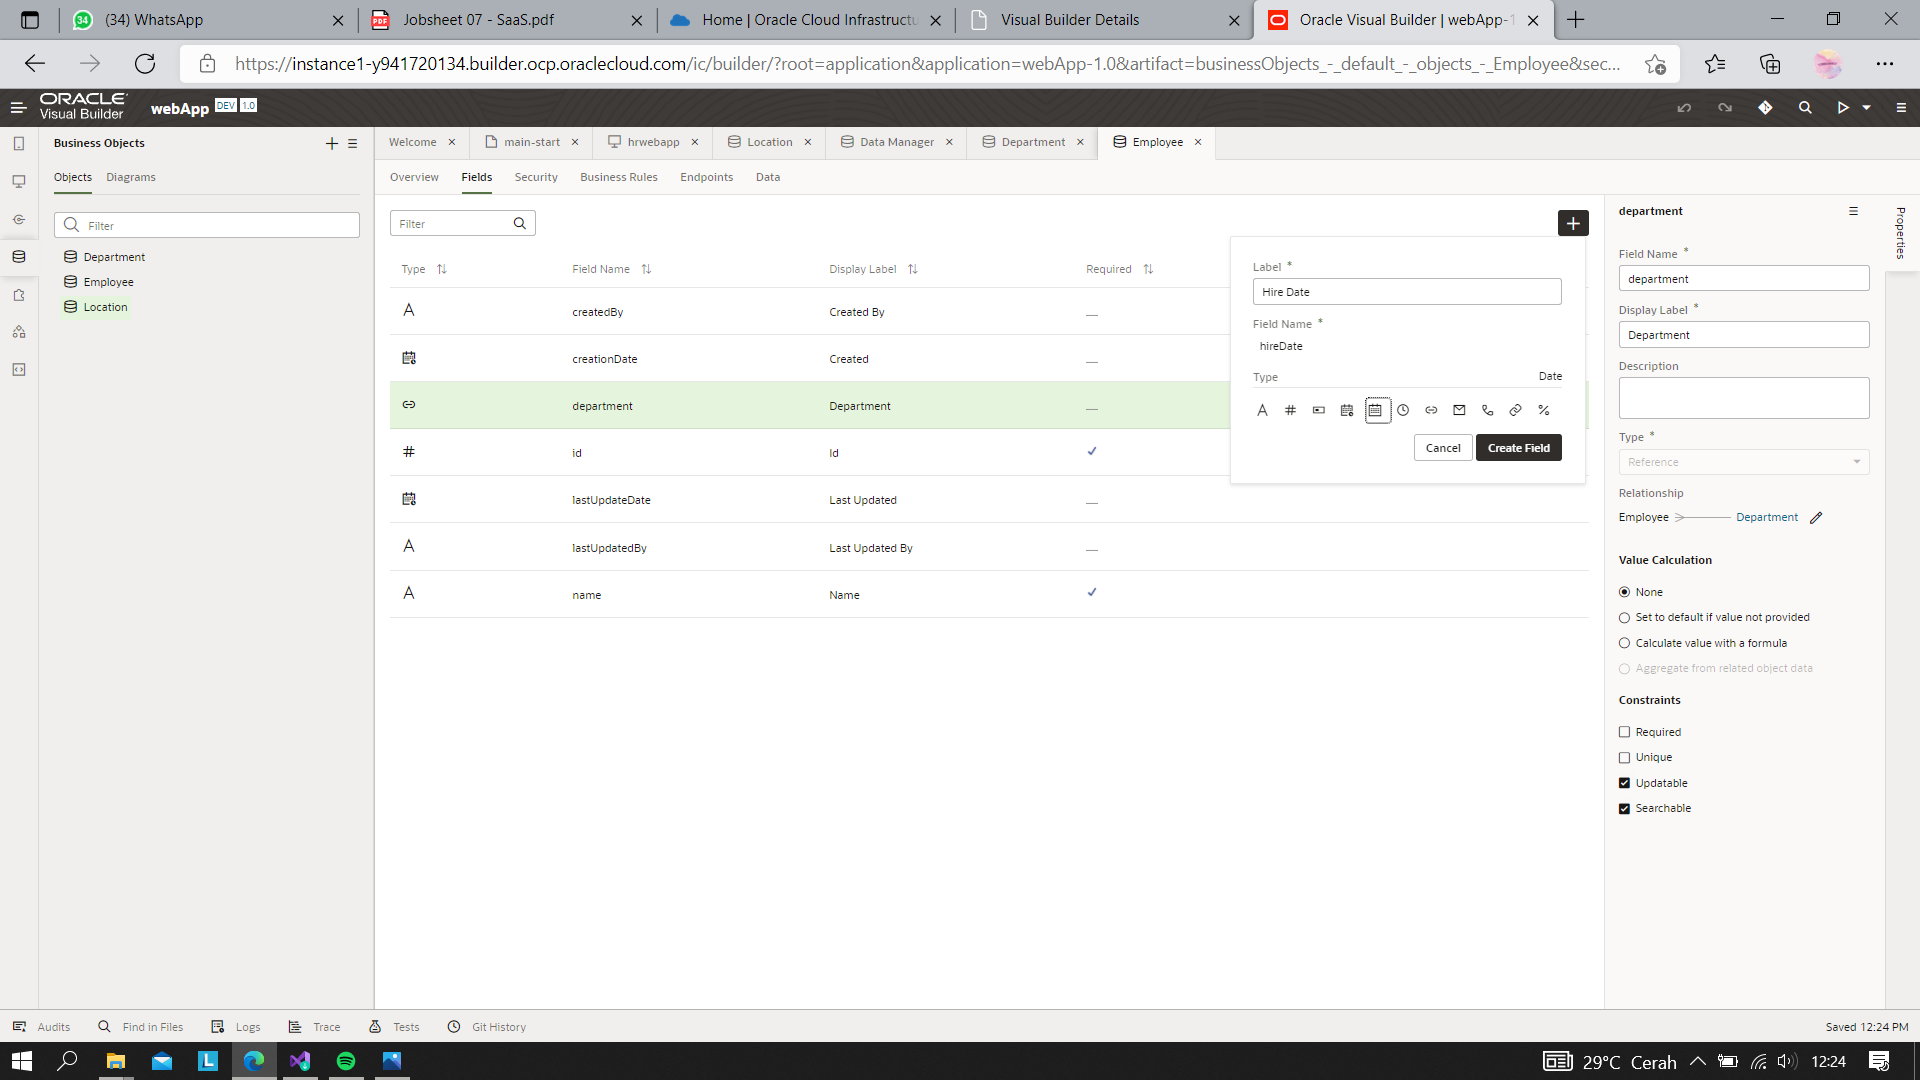 34
(34) WhatsApp
PDF
Jobsheet 07 - SaaS.pdf
Home | Oracle Cloud Infrastructu
Visual Builder Details
Oracle Visual Builder | webApp-1
https://instance1-y941720134.builder.ocp.oraclecloud.com/ic/builder/?root=application&application=webApp-1.0&artifact=businessObjects_-_default_-_objects_-_Employee&sec...
ORACLE
Visual Builder
webApp DEV 1.0
Business Objects
Objects Diagrams
Filter
Department
Employee
Location
Welcome
main-start
hrwebapp
Location
Data Manager
Department
Employee
Overview Fields Security Business Rules Endpoints Data
Filter
Type Field Name Display Label Required
A createdBy Created By —
creationDate Created —
department Department —
# id Id ✓
lastUpdateDate Last Updated —
A lastUpdatedBy Last Updated By —
A name Name ✓
Label *
Hire Date
Field Name *
hireDate
Type Date
A # %
Cancel Create Field
department
Properties
Field Name *
department
Display Label *
Department
Description
Type *
Reference
Relationship
Employee Department
Value Calculation
None
Set to default if value not provided
Calculate value with a formula
Aggregate from related object data
Constraints
Required
Unique
Updatable
Searchable
Audits Find in Files Logs Trace Tests Git History
Saved 12:24 PM
L
29°C Cerah 12:24